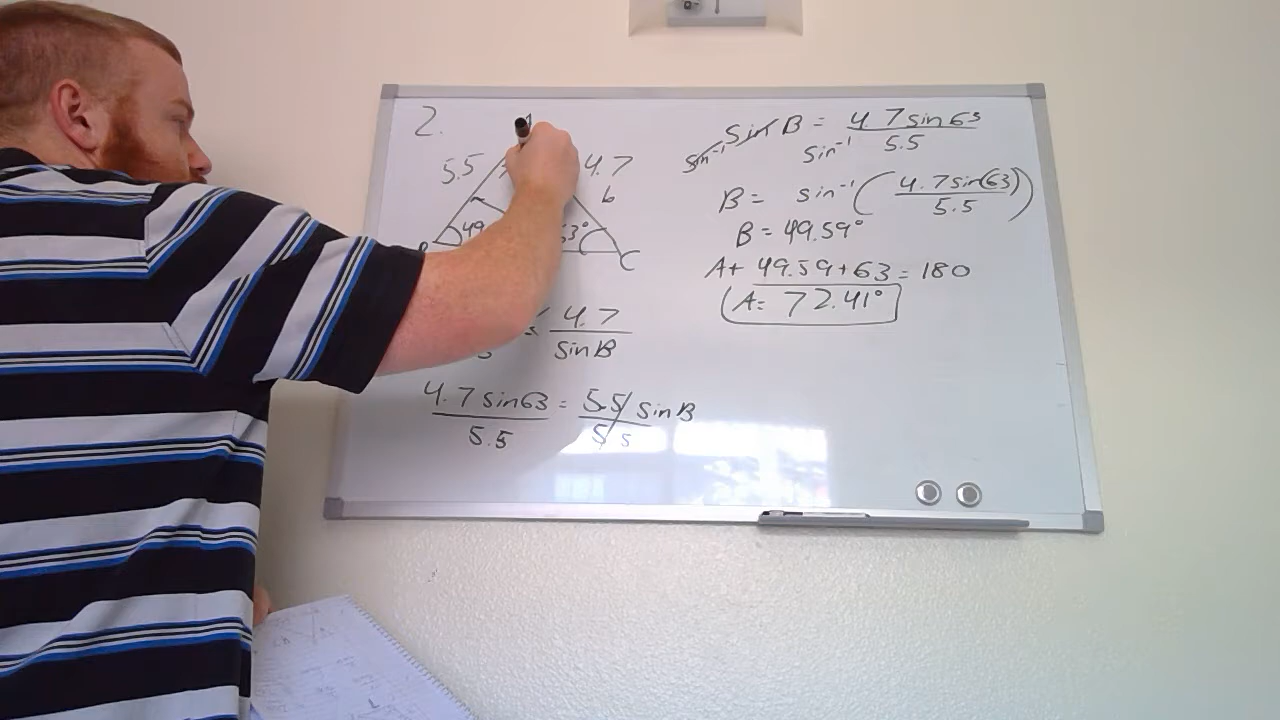 2.
5.5 4.7
b
49 63°
B C
4.7
sin B
4.7 sin 63 = 5.5 sin B
5.5 5.5
sin B = 4.7 sin 63
sin⁻¹ sin⁻¹ 5.5
B = sin⁻¹ ( 4.7 sin(63) )
5.5
B = 49.59°
A + 49.59 + 63 = 180
A = 72.41°